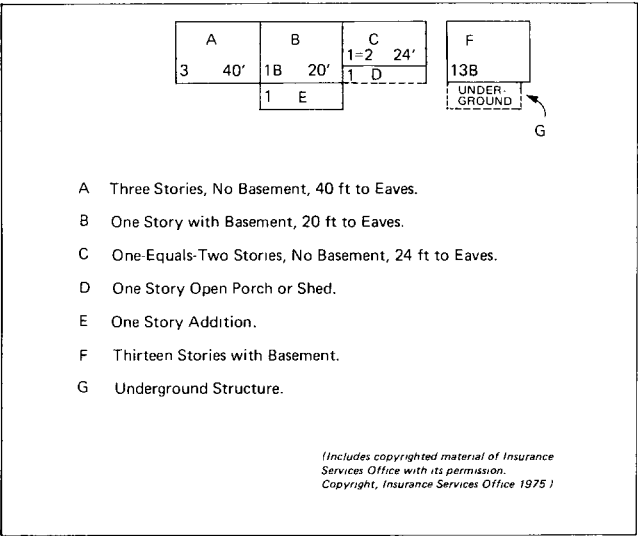 A B C F
1=2 24'
3 40' 1B 20' 13B
1 D
1 E
UNDER-
GROUND
G
A Three Stories, No Basement, 40 ft to Eaves.
B One Story with Basement, 20 ft to Eaves.
C One-Equals-Two Stories, No Basement, 24 ft to Eaves.
D One Story Open Porch or Shed.
E One Story Addition.
F Thirteen Stories with Basement.
G Underground Structure.
(Includes copyrighted material of Insurance
Services Office with its permission.
Copyright, Insurance Services Office 1975 )